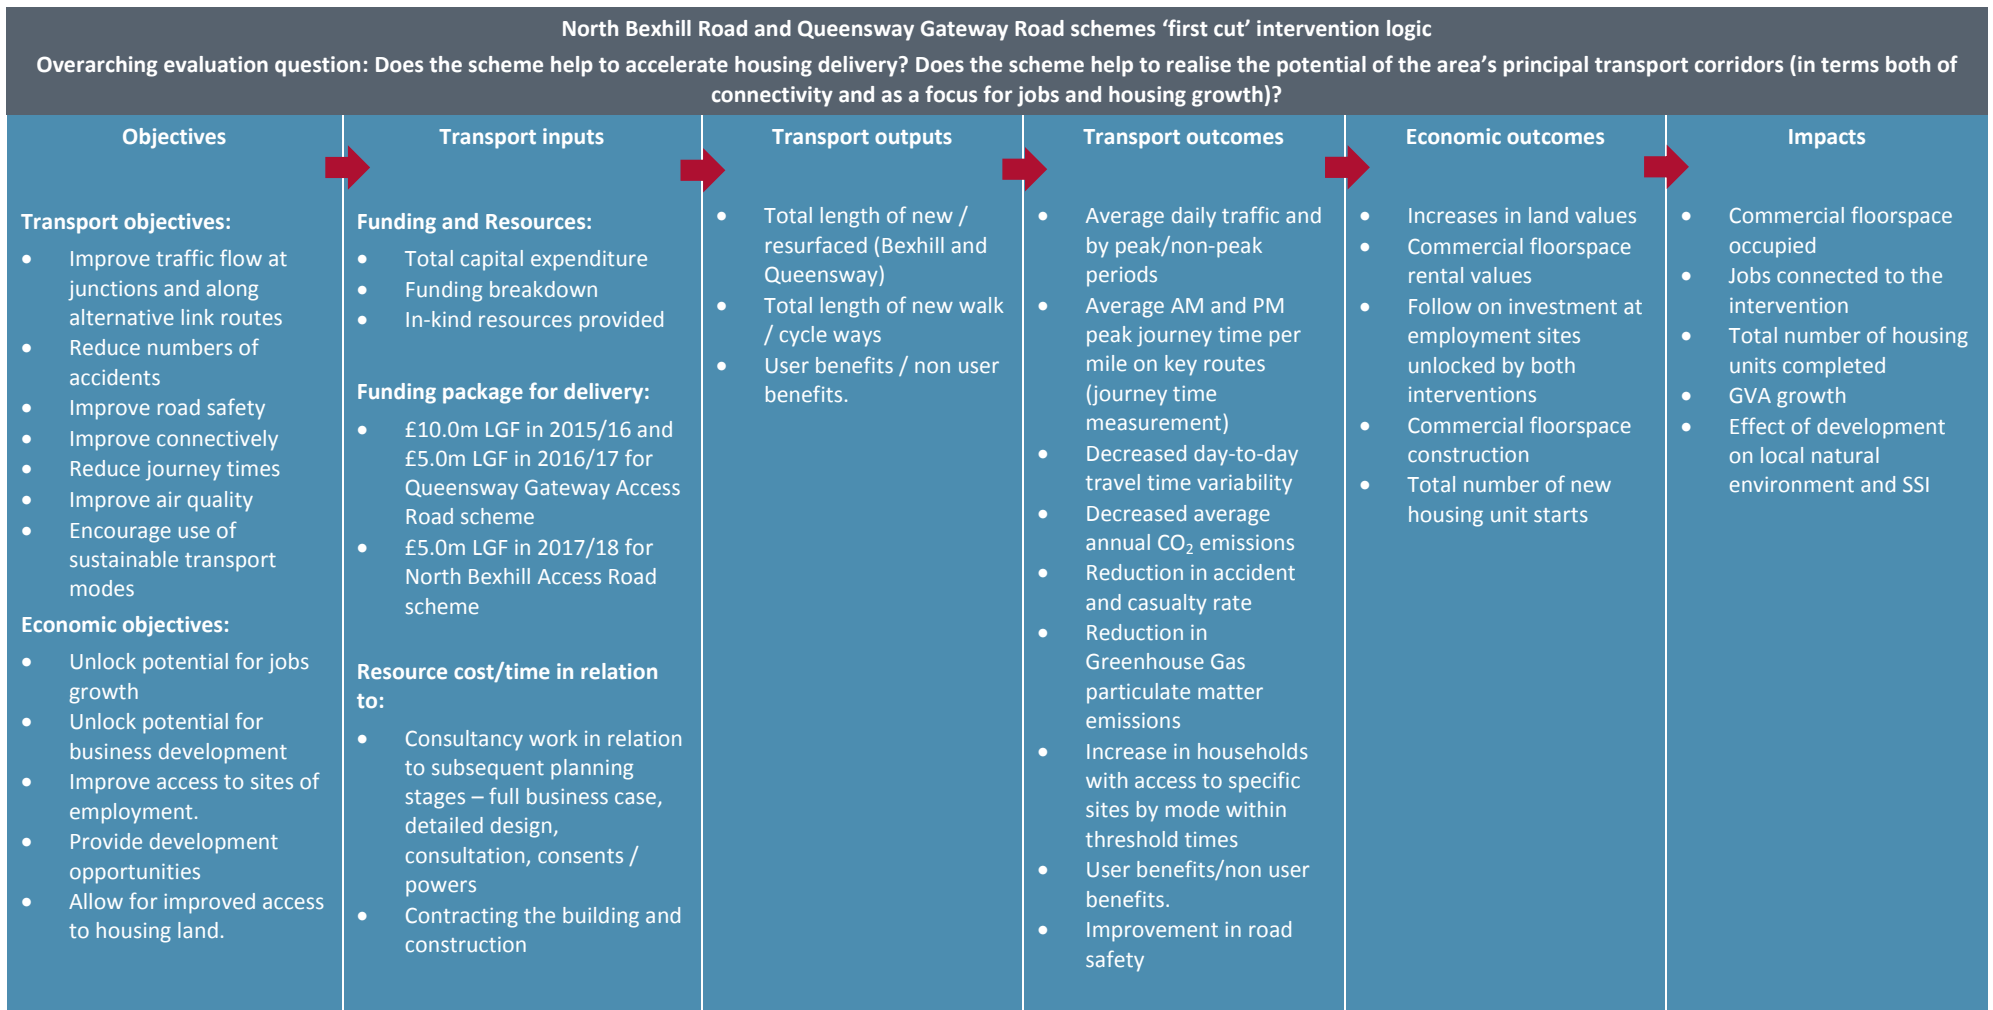 North Bexhill Road and Queensway Gateway Road schemes ‘first cut’ intervention logic
Overarching evaluation question: Does the scheme help to accelerate housing delivery? Does the scheme help to realise the potential of the area’s principal transport corridors (in terms both of
connectivity and as a focus for jobs and housing growth)?
Objectives
Transport objectives:
• Improve traffic flow at
junctions and along
alternative link routes
• Reduce numbers of
accidents
• Improve road safety
• Improve connectively
• Reduce journey times
• Improve air quality
• Encourage use of
sustainable transport
modes
Economic objectives:
• Unlock potential for jobs
growth
• Unlock potential for
business development
• Improve access to sites of
employment.
• Provide development
opportunities
• Allow for improved access
to housing land.
Transport inputs
Funding and Resources:
• Total capital expenditure
• Funding breakdown
• In-kind resources provided
Funding package for delivery:
• £10.0m LGF in 2015/16 and
£5.0m LGF in 2016/17 for
Queensway Gateway Access
Road scheme
• £5.0m LGF in 2017/18 for
North Bexhill Access Road
scheme
Resource cost/time in relation
to:
• Consultancy work in relation
to subsequent planning
stages – full business case,
detailed design,
consultation, consents /
powers
• Contracting the building and
construction
Transport outputs
• Total length of new /
resurfaced (Bexhill and
Queensway)
• Total length of new walk
/ cycle ways
• User benefits / non user
benefits.
Transport outcomes
• Average daily traffic and
by peak/non-peak
periods
• Average AM and PM
peak journey time per
mile on key routes
(journey time
measurement)
• Decreased day-to-day
travel time variability
• Decreased average
annual CO₂ emissions
• Reduction in accident
and casualty rate
• Reduction in
Greenhouse Gas
particulate matter
emissions
• Increase in households
with access to specific
sites by mode within
threshold times
• User benefits/non user
benefits.
• Improvement in road
safety
Economic outcomes
• Increases in land values
• Commercial floorspace
rental values
• Follow on investment at
employment sites
unlocked by both
interventions
• Commercial floorspace
construction
• Total number of new
housing unit starts
Impacts
• Commercial floorspace
occupied
• Jobs connected to the
intervention
• Total number of housing
units completed
• GVA growth
• Effect of development
on local natural
environment and SSI